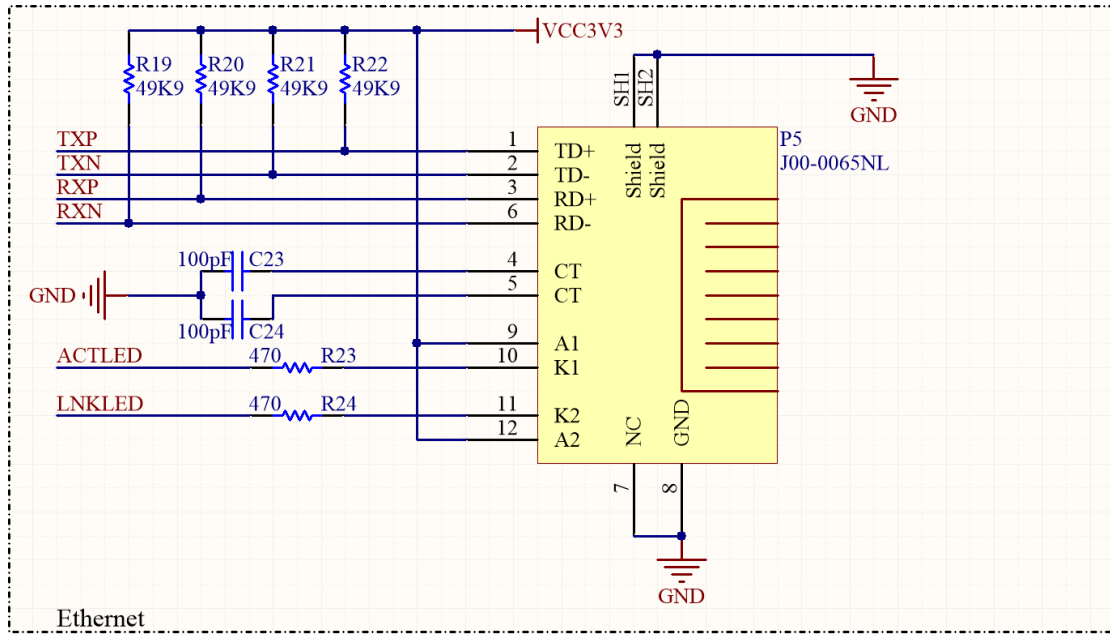 VCC3V3
R19 R20 R21 R22
49K9 49K9 49K9 49K9
SH1
SH2
GND
P5
J00-0065NL
TXP 1 TD+
TXN 2 TD-
RXP 3 RD+
RXN 6 RD-
Shield
Shield
100pF C23 4 CT
GND 5 CT
100pF C24
9 A1
ACTLED 470 R23 10 K1
LNKLED 470 R24 11 K2
12 A2
NC
GND
7
8
GND
Ethernet